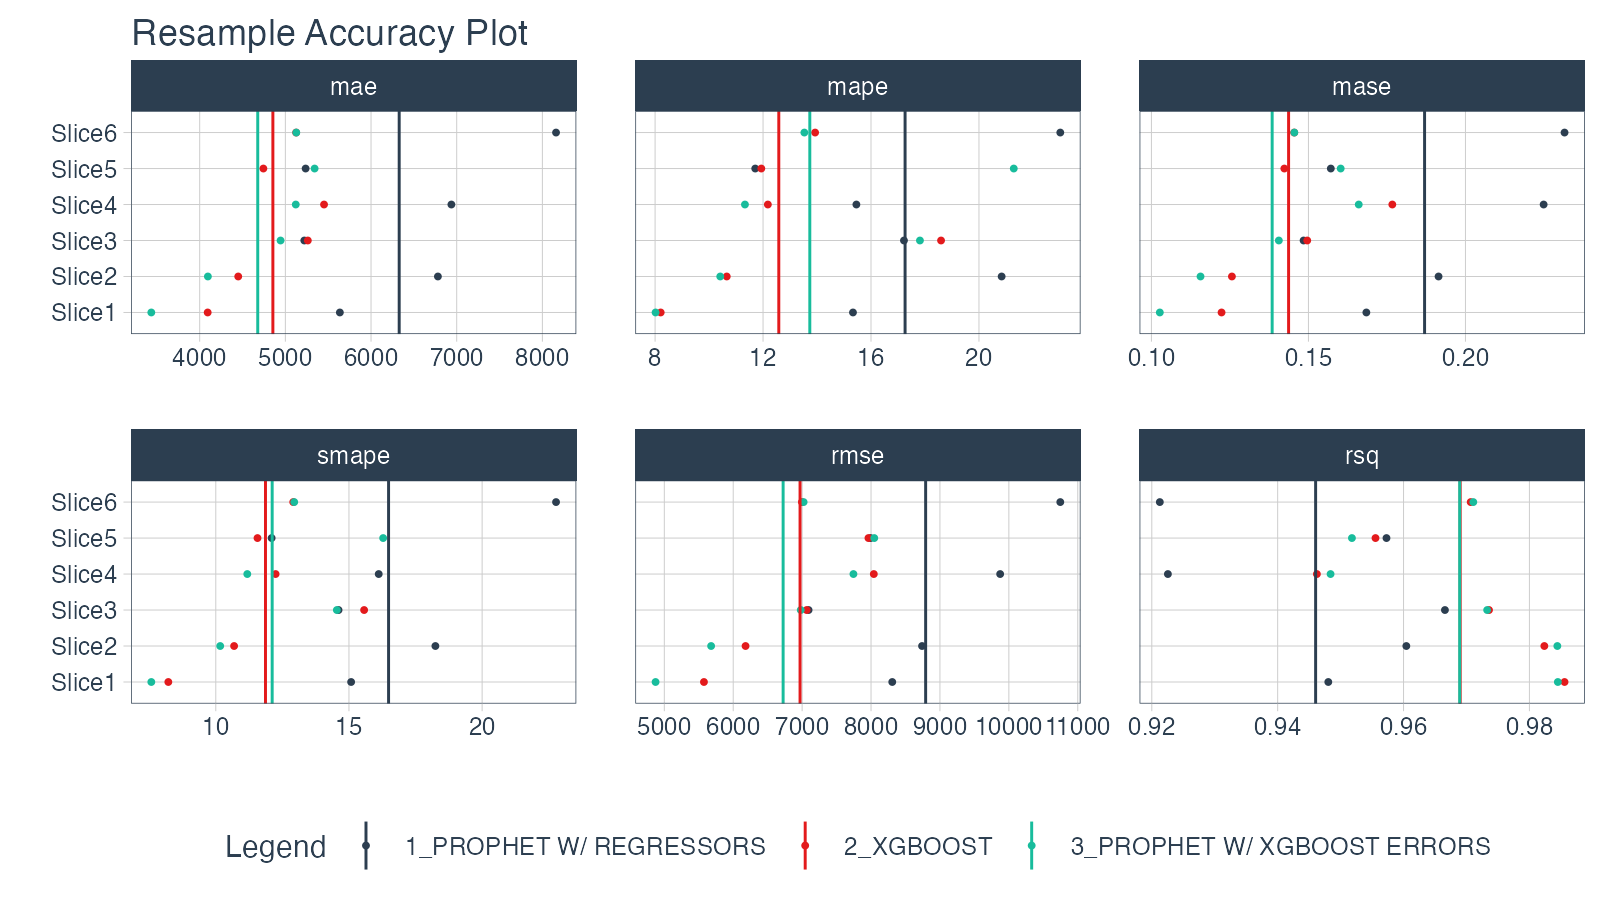 Resample Accuracy Plot
mae
mape
mase
Slice6
Slice5
Slice4
Slice3
Slice2
Slice1
4000 5000 6000 7000 8000
8 12 16 20
0.10 0.15 0.20
smape
rmse
rsq
Slice6
Slice5
Slice4
Slice3
Slice2
Slice1
10 15 20
5000 6000 7000 8000 9000 10000 11000
0.92 0.94 0.96 0.98
Legend 1_PROPHET W/ REGRESSORS 2_XGBOOST 3_PROPHET W/ XGBOOST ERRORS